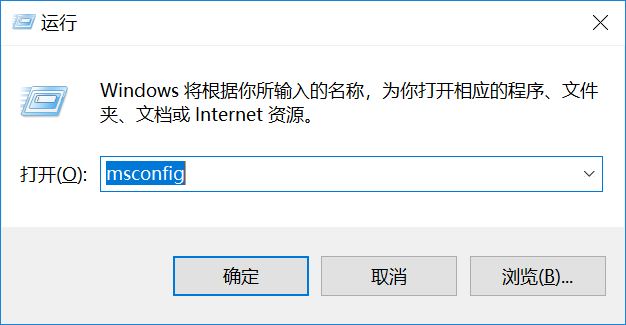 运行
Windows 将根据你所输入的名称，为你打开相应的程序、文件
夹、文档或 Internet 资源。
打开(O): msconfig
确定 取消 浏览(B)...